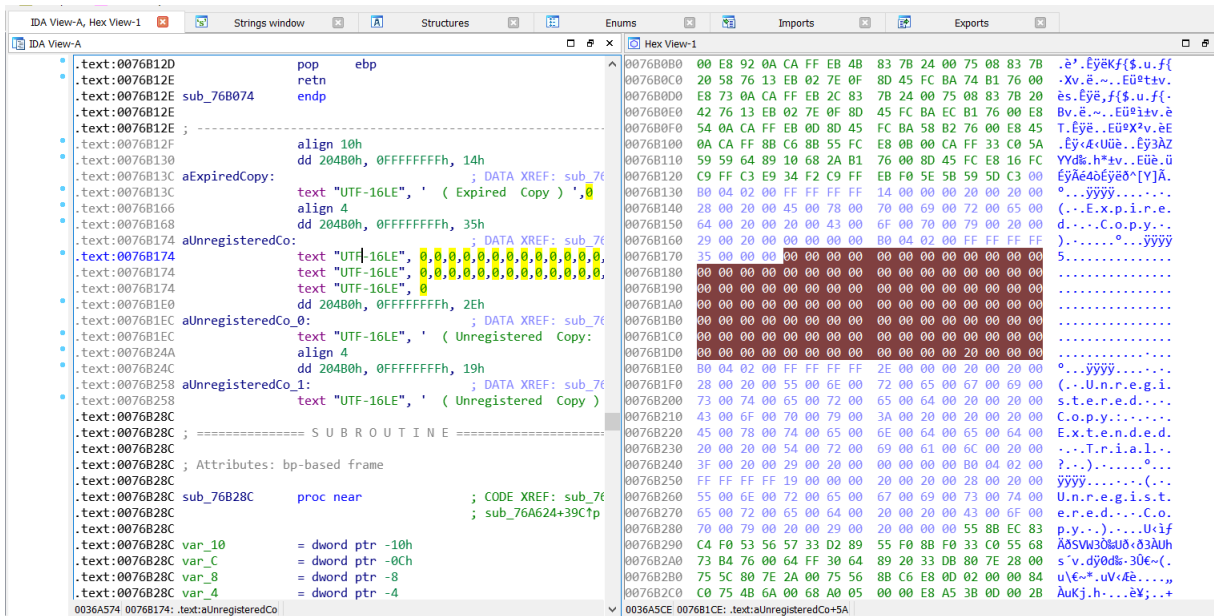 IDA View-A, Hex View-1
Strings window
Structures
Enums
Imports
Exports
IDA View-A
.text:0076B12D pop ebp
.text:0076B12E retn
.text:0076B12E sub_76B074 endp
.text:0076B12E
.text:0076B12E ; ---------------------------------------------------------
.text:0076B12F align 10h
.text:0076B130 dd 204B0h, 0FFFFFFFFh, 14h
.text:0076B13C aExpiredCopy: ; DATA XREF: sub_76
.text:0076B13C text "UTF-16LE", ' ( Expired Copy ) ',0
.text:0076B166 align 4
.text:0076B168 dd 204B0h, 0FFFFFFFFh, 35h
.text:0076B174 aUnregisteredCo: ; DATA XREF: sub_76
.text:0076B174 text "UTF-16LE", 0,0,0,0,0,0,0,0,0,0,0,0,0,
.text:0076B174 text "UTF-16LE", 0,0,0,0,0,0,0,0,0,0,0,0,0,
.text:0076B174 text "UTF-16LE", 0
.text:0076B1E0 dd 204B0h, 0FFFFFFFFh, 2Eh
.text:0076B1EC aUnregisteredCo_0: ; DATA XREF: sub_76
.text:0076B1EC text "UTF-16LE", ' ( Unregistered Copy:
.text:0076B24A align 4
.text:0076B24C dd 204B0h, 0FFFFFFFFh, 19h
.text:0076B258 aUnregisteredCo_1: ; DATA XREF: sub_76
.text:0076B258 text "UTF-16LE", ' ( Unregistered Copy )
.text:0076B28C
.text:0076B28C ; =============== S U B R O U T I N E =====================
.text:0076B28C
.text:0076B28C ; Attributes: bp-based frame
.text:0076B28C
.text:0076B28C sub_76B28C proc near ; CODE XREF: sub_76
.text:0076B28C ; sub_76A624+39C↑p
.text:0076B28C
.text:0076B28C var_10 = dword ptr -10h
.text:0076B28C var_C = dword ptr -0Ch
.text:0076B28C var_8 = dword ptr -8
.text:0076B28C var_4 = dword ptr -4
0036A574 0076B174: .text:aUnregisteredCo
Hex View-1
0076B0B0 00 E8 92 0A CA FF EB 4B 83 7B 24 00 75 08 83 7B .è’.ÊÿëKƒ{$.u.ƒ{
0076B0C0 20 58 76 13 EB 02 7E 0F 8D 45 FC BA 74 B1 76 00 ·Xv.ë.~..Eüºt±v.
0076B0D0 E8 73 0A CA FF EB 2C 83 7B 24 00 75 08 83 7B 20 ès.Êÿë,ƒ{$.u.ƒ{·
0076B0E0 42 76 13 EB 02 7E 0F 8D 45 FC BA EC B1 76 00 E8 Bv.ë.~..Eüºì±v.è
0076B0F0 54 0A CA FF EB 0D 8D 45 FC BA 58 B2 76 00 E8 45 T.Êÿë..EüºX²v.èE
0076B100 0A CA FF 8B C6 8B 55 FC E8 0B 00 CA FF 33 C0 5A .Êÿ‹Æ‹Uüè..Êÿ3ÀZ
0076B110 59 59 64 89 10 68 2A B1 76 00 8D 45 FC E8 16 FC YYd‰.h*±v..Eüè.ü
0076B120 C9 FF C3 E9 34 F2 C9 FF EB F0 5E 5B 59 5D C3 00 ÉÿÃé4òÉÿëð^[Y]Ã.
0076B130 B0 04 02 00 FF FF FF FF 14 00 00 00 20 00 20 00 °...ÿÿÿÿ....·.·.
0076B140 28 00 20 00 45 00 78 00 70 00 69 00 72 00 65 00 (.·.E.x.p.i.r.e.
0076B150 64 00 20 00 20 00 43 00 6F 00 70 00 79 00 20 00 d.·.·.C.o.p.y.·.
0076B160 29 00 20 00 00 00 00 00 B0 04 02 00 FF FF FF FF ).·.....°...ÿÿÿÿ
0076B170 35 00 00 00 00 00 00 00 00 00 00 00 00 00 00 00 5...............
0076B180 00 00 00 00 00 00 00 00 00 00 00 00 00 00 00 00 ................
0076B190 00 00 00 00 00 00 00 00 00 00 00 00 00 00 00 00 ................
0076B1A0 00 00 00 00 00 00 00 00 00 00 00 00 00 00 00 00 ................
0076B1B0 00 00 00 00 00 00 00 00 00 00 00 00 00 00 00 00 ................
0076B1C0 00 00 00 00 00 00 00 00 00 00 00 00 00 00 00 00 ................
0076B1D0 00 00 00 00 00 00 00 00 00 00 00 00 20 00 00 00 ............·...
0076B1E0 B0 04 02 00 FF FF FF FF 2E 00 00 00 20 00 20 00 °...ÿÿÿÿ....·.·.
0076B1F0 28 00 20 00 55 00 6E 00 72 00 65 00 67 00 69 00 (.·.U.n.r.e.g.i.
0076B200 73 00 74 00 65 00 72 00 65 00 64 00 20 00 20 00 s.t.e.r.e.d.·.·.
0076B210 43 00 6F 00 70 00 79 00 3A 00 20 00 20 00 20 00 C.o.p.y.:.·.·.·.
0076B220 45 00 78 00 74 00 65 00 6E 00 64 00 65 00 64 00 E.x.t.e.n.d.e.d.
0076B230 20 00 20 00 54 00 72 00 69 00 61 00 6C 00 20 00 ·.·.T.r.i.a.l.·.
0076B240 3F 00 20 00 29 00 20 00 00 00 00 00 B0 04 02 00 ?.·.).·.....°...
0076B250 FF FF FF FF 19 00 00 00 20 00 20 00 28 00 20 00 ÿÿÿÿ....·.·.(.·.
0076B260 55 00 6E 00 72 00 65 00 67 00 69 00 73 00 74 00 U.n.r.e.g.i.s.t.
0076B270 65 00 72 00 65 00 64 00 20 00 20 00 43 00 6F 00 e.r.e.d.·.·.C.o.
0076B280 70 00 79 00 20 00 29 00 20 00 00 00 55 8B EC 83 p.y.·.).·...U‹ìƒ
0076B290 C4 F0 53 56 57 33 D2 89 55 F0 8B F0 33 C0 55 68 ÄðSVW3Ò‰Uð‹ð3ÀUh
0076B2A0 73 B4 76 00 64 FF 30 64 89 20 33 DB 80 7E 28 00 s´v.dÿ0d‰·3Û€~(.
0076B2B0 75 5C 80 7E 2A 00 75 56 8B C6 E8 0D 02 00 00 84 u\€~*.uV‹Æè....„
0076B2C0 C0 75 4B 6A 00 68 A0 05 00 00 E8 A5 3B 0D 00 2B ÀuKj.h·...è¥;..+
0036A5CE 0076B1CE: .text:aUnregisteredCo+5A